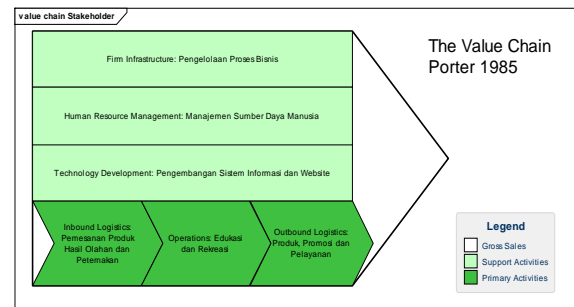 value chain Stakeholder
The Value Chain
Porter 1985
Firm Infrastructure: Pengelolaan Proses Bisnis
Human Resource Management: Manajemen Sumber Daya Manusia
Technology Development: Pengembangan Sistem Informasi dan Website
Inbound Logistics:
Pemesanan Produk
Hasil Olahan dan
Peternakan
Operations: Edukasi
dan Rekreasi
Outbound Logistics:
Produk, Promosi dan
Pelayanan
Legend
Gross Sales
Support Activities
Primary Activities